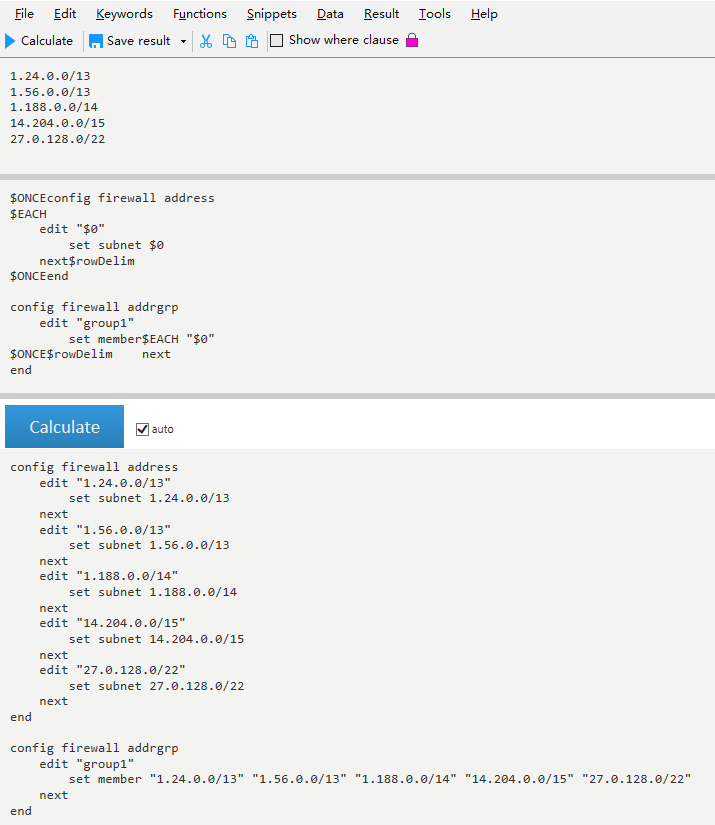 File Edit Keywords Functions Snippets Data Result Tools Help
Calculate Save result Show where clause
1.24.0.0/13
1.56.0.0/13
1.188.0.0/14
14.204.0.0/15
27.0.128.0/22
$ONCEconfig firewall address
$EACH
    edit "$0"
        set subnet $0
    next$rowDelim
$ONCEend

config firewall addrgrp
    edit "group1"
        set member$EACH "$0"
$ONCE$rowDelim    next
end
Calculate auto
config firewall address
    edit "1.24.0.0/13"
        set subnet 1.24.0.0/13
    next
    edit "1.56.0.0/13"
        set subnet 1.56.0.0/13
    next
    edit "1.188.0.0/14"
        set subnet 1.188.0.0/14
    next
    edit "14.204.0.0/15"
        set subnet 14.204.0.0/15
    next
    edit "27.0.128.0/22"
        set subnet 27.0.128.0/22
    next
end

config firewall addrgrp
    edit "group1"
        set member "1.24.0.0/13" "1.56.0.0/13" "1.188.0.0/14" "14.204.0.0/15" "27.0.128.0/22"
    next
end